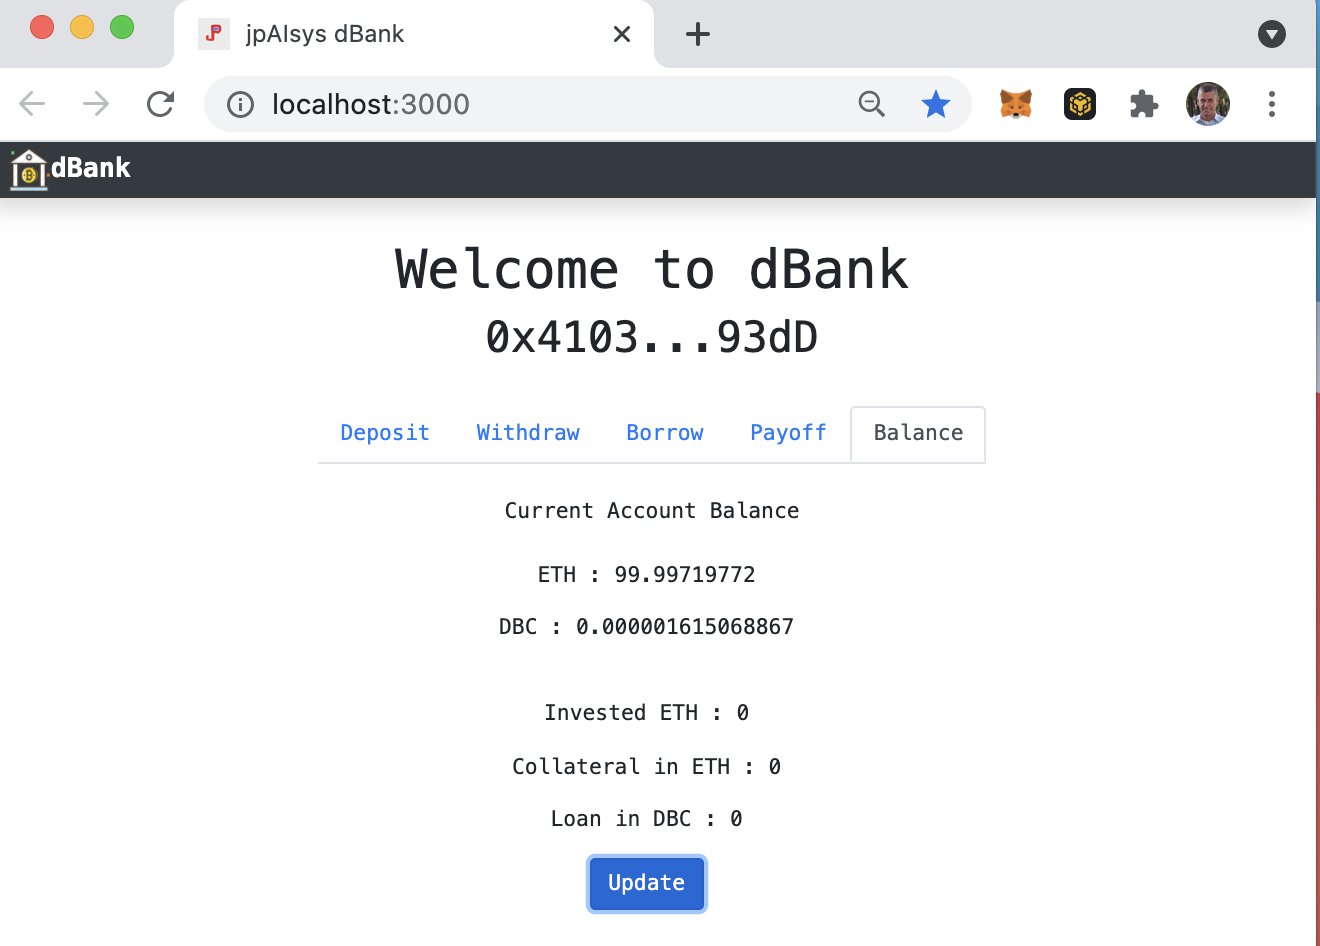 jpAIsys dBank
localhost:3000
dBank
Welcome to dBank
0x4103...93dD
Deposit Withdraw Borrow Payoff Balance
Current Account Balance
ETH : 99.99719772
DBC : 0.000001615068867
Invested ETH : 0
Collateral in ETH : 0
Loan in DBC : 0
Update